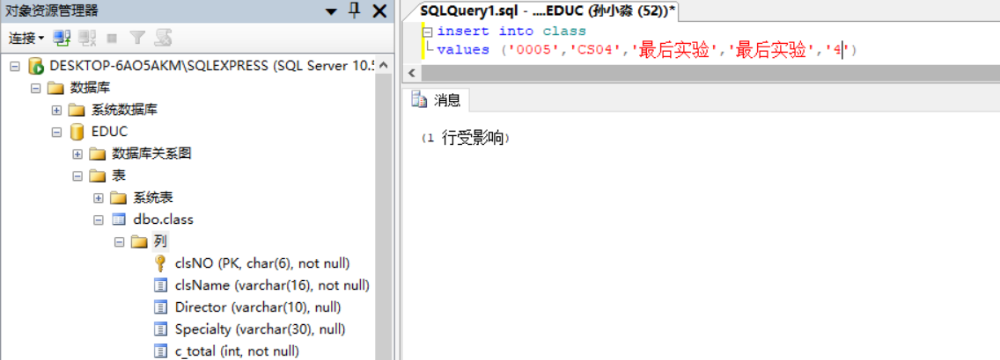 对象资源管理器
连接
DESKTOP-6AO5AKM\SQLEXPRESS (SQL Server 10.5
数据库
系统数据库
EDUC
数据库关系图
表
系统表
dbo.class
列
clsNO (PK, char(6), not null)
clsName (varchar(16), not null)
Director (varchar(10), null)
Specialty (varchar(30), null)
c_total (int, not null)
SQLQuery1.sql - ....EDUC (孙小淼 (52))*
insert into class
values ('0005','CS04','最后实验','最后实验','4')
消息
(1 行受影响)